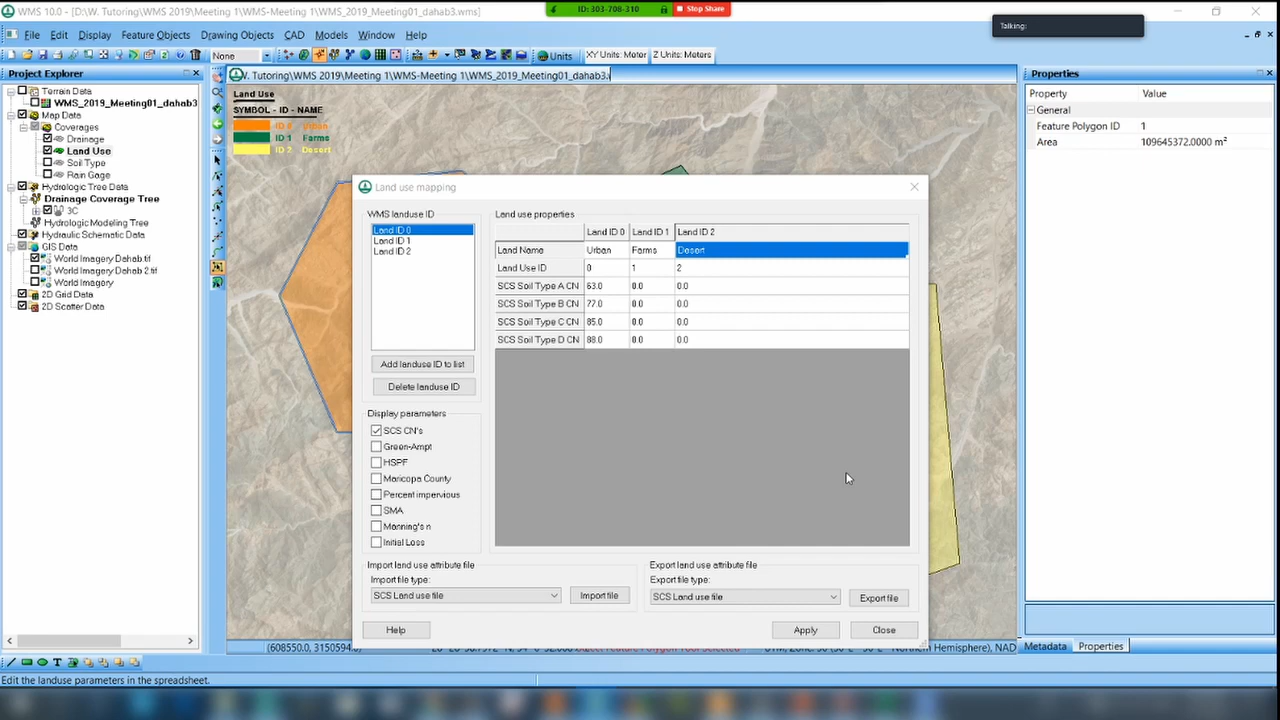 WMS 10.0 - [D:\W. Tutoring\WMS 2019\Meeting 1\WMS-Meeting 1\WMS_2019_Meeting01_dahab3.wms]
ID: 303-708-310
Stop Share
Talking:
File Edit Display Feature Objects Drawing Objects CAD Models Window Help
None
Units
XY Units: Meter
Z Units: Meters
Project Explorer
Terrain Data
WMS_2019_Meeting01_dahab3
Map Data
Coverages
Drainage
Land Use
Soil Type
Rain Gage
Hydrologic Tree Data
Drainage Coverage Tree
3C
Hydrologic Modeling Tree
Hydraulic Schematic Data
GIS Data
World Imagery Dahab.tif
World Imagery Dahab 2.tif
World Imagery
2D Grid Data
2D Scatter Data
V. Tutoring\WMS 2019\Meeting 1\WMS-Meeting 1\WMS_2019_Meeting01_dahab3.v
Land Use
SYMBOL - ID - NAME
ID 0 Urban
ID 1 Farms
ID 2 Desert
Land use mapping
WMS landuse ID
Land ID 0
Land ID 1
Land ID 2
Add landuse ID to list
Delete landuse ID
Display parameters
SCS CN's
Green-Ampt
HSPF
Maricopa County
Percent impervious
SMA
Manning's n
Initial Loss
Land use properties
Land ID 0 Land ID 1 Land ID 2
Land Name Urban Farms Desert
Land Use ID 0 1 2
SCS Soil Type A CN 63.0 0.0 0.0
SCS Soil Type B CN 77.0 0.0 0.0
SCS Soil Type C CN 85.0 0.0 0.0
SCS Soil Type D CN 88.0 0.0 0.0
Import land use attribute file
Import file type:
SCS Land use file
Import file
Export land use attribute file
Export file type:
SCS Land use file
Export file
Help
Apply
Close
Properties
Property Value
General
Feature Polygon ID 1
Area 109645372.0000 m²
Metadata
Properties
(608550.0, 3150594.0
Edit the landuse parameters in the spreadsheet.